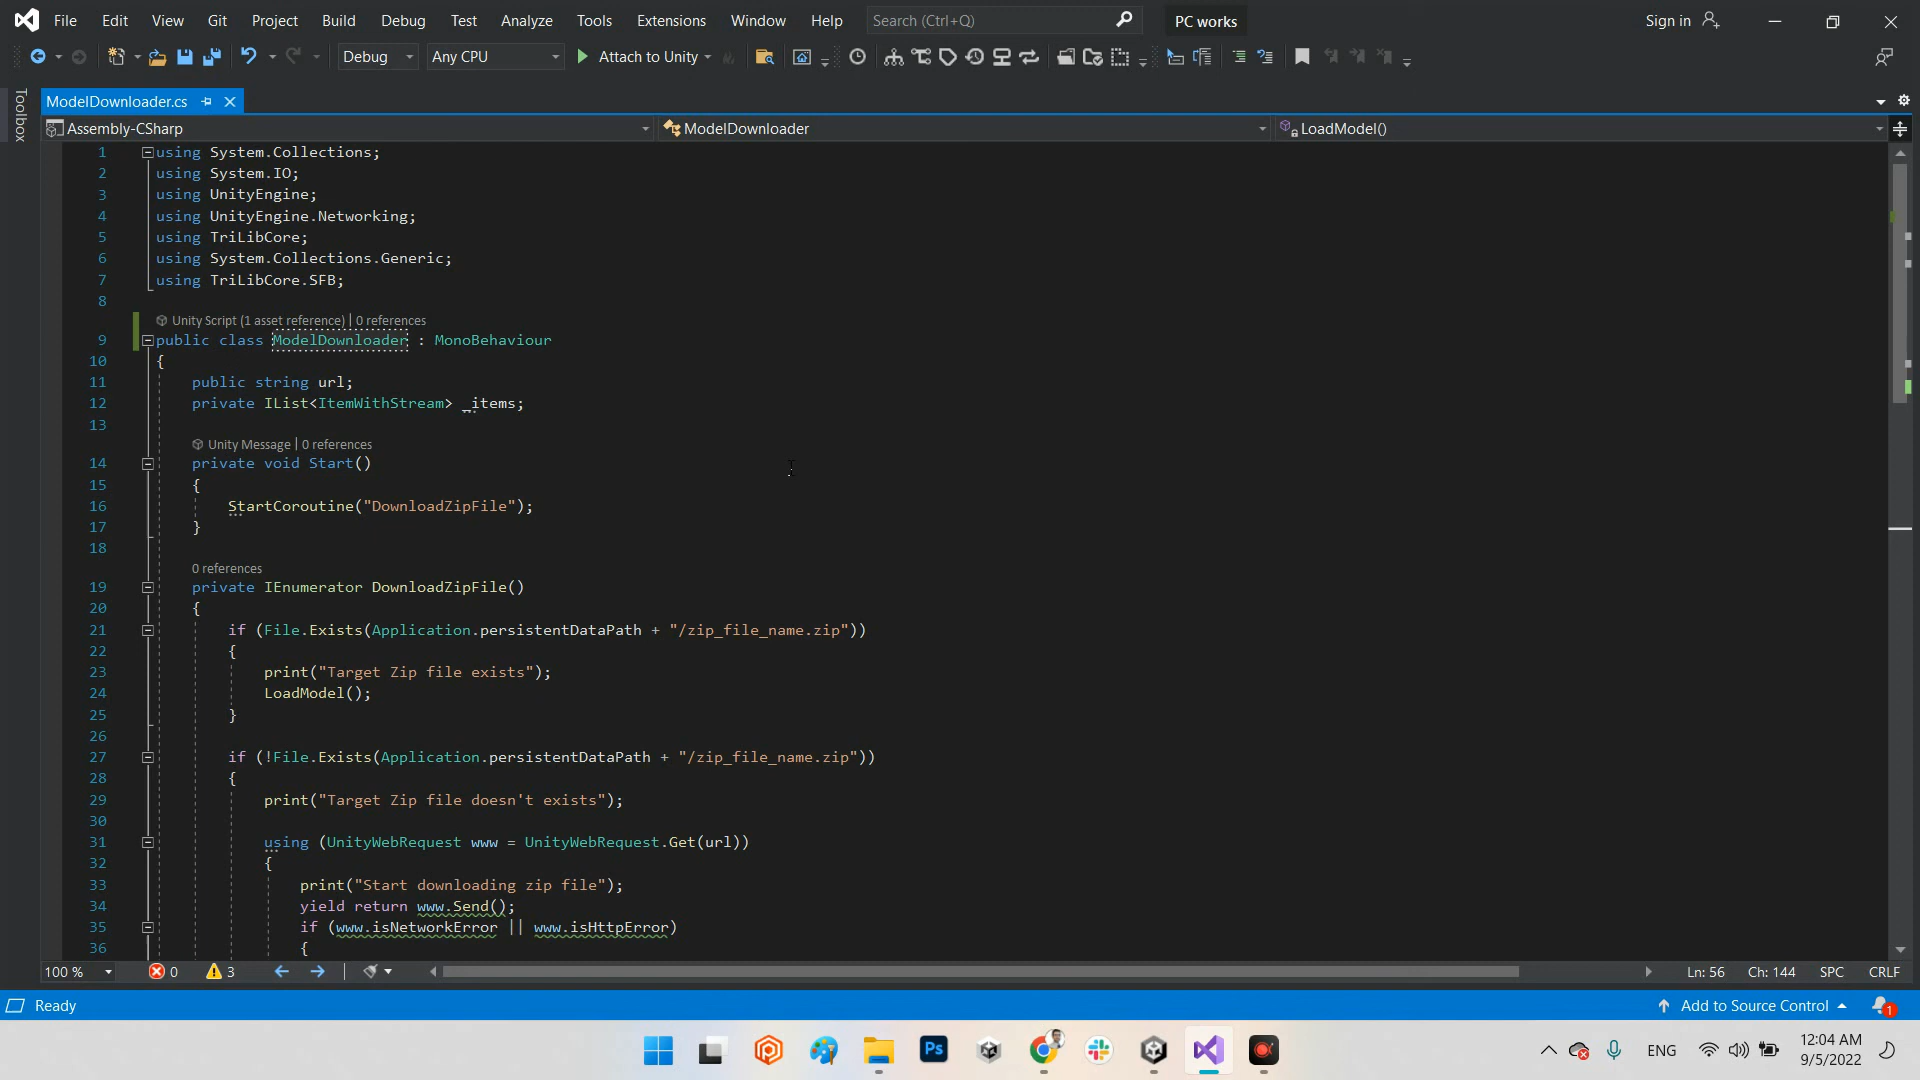 File Edit View Git Project Build Debug Test Analyze Tools Extensions Window Help Search (Ctrl+Q) PC works Sign in
Debug Any CPU Attach to Unity
Toolbox
ModelDownloader.cs
Assembly-CSharp ModelDownloader LoadModel()
1 using System.Collections;
2 using System.IO;
3 using UnityEngine;
4 using UnityEngine.Networking;
5 using TriLibCore;
6 using System.Collections.Generic;
7 using TriLibCore.SFB;
8
Unity Script (1 asset reference) | 0 references
9 public class ModelDownloader : MonoBehaviour
10 {
11 public string url;
12 private IList<ItemWithStream> _items;
13
Unity Message | 0 references
14 private void Start()
15 {
16 StartCoroutine("DownloadZipFile");
17 }
18
0 references
19 private IEnumerator DownloadZipFile()
20 {
21 if (File.Exists(Application.persistentDataPath + "/zip_file_name.zip"))
22 {
23 print("Target Zip file exists");
24 LoadModel();
25 }
26
27 if (!File.Exists(Application.persistentDataPath + "/zip_file_name.zip"))
28 {
29 print("Target Zip file doesn't exists");
30
31 using (UnityWebRequest www = UnityWebRequest.Get(url))
32 {
33 print("Start downloading zip file");
34 yield return www.Send();
35 if (www.isNetworkError || www.isHttpError)
36 {
100 % 0 3 Ln: 56 Ch: 144 SPC CRLF
Ready Add to Source Control 1
Ps ENG 12:04 AM
9/5/2022